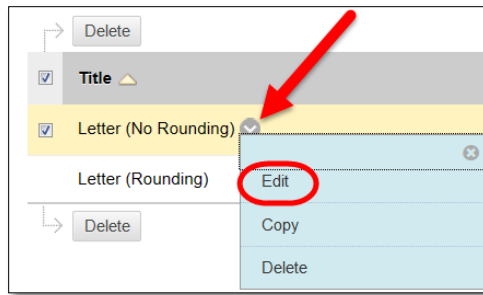 Delete
Title
Letter (No Rounding)
Letter (Rounding)
Edit
Copy
Delete
Delete